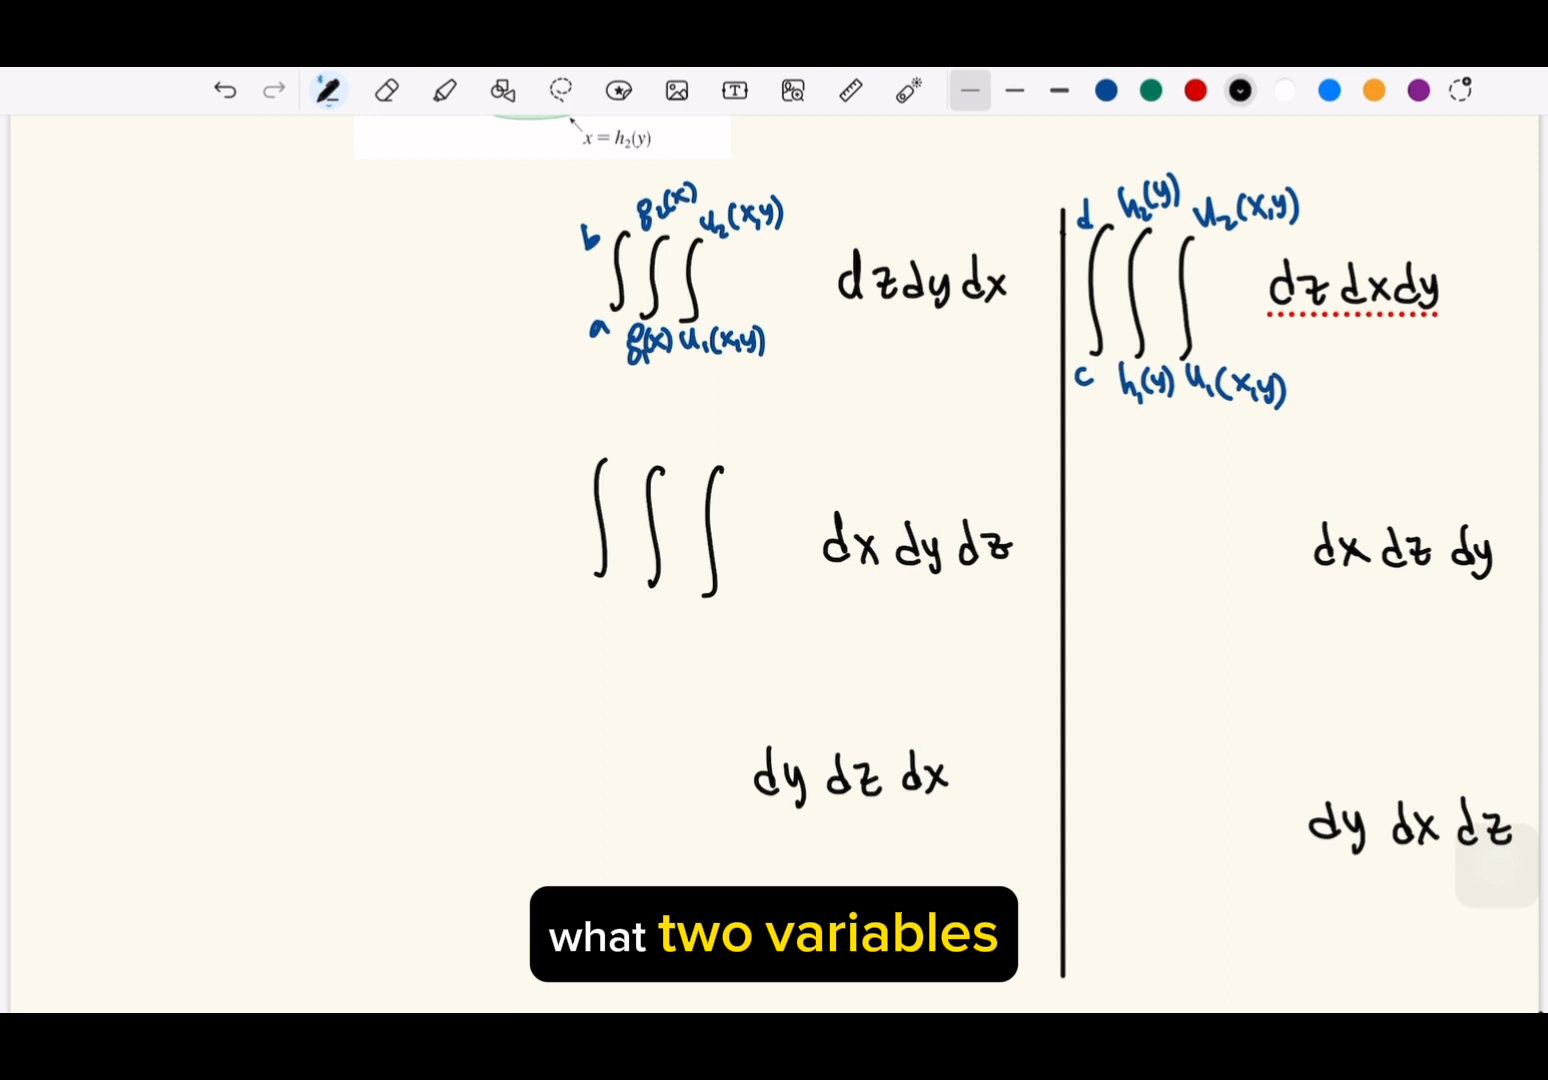 x = h₂(y)
b g₂(x) u₂(x,y)
∫∫∫ dz dy dx
a g₁(x) u₁(x,y)
d h₂(y) u₂(x,y)
∫∫∫ dz dx dy
c h₁(y) u₁(x,y)
∫∫∫ dx dy dz
dx dz dy
dy dz dx
dy dx dz
what two variables